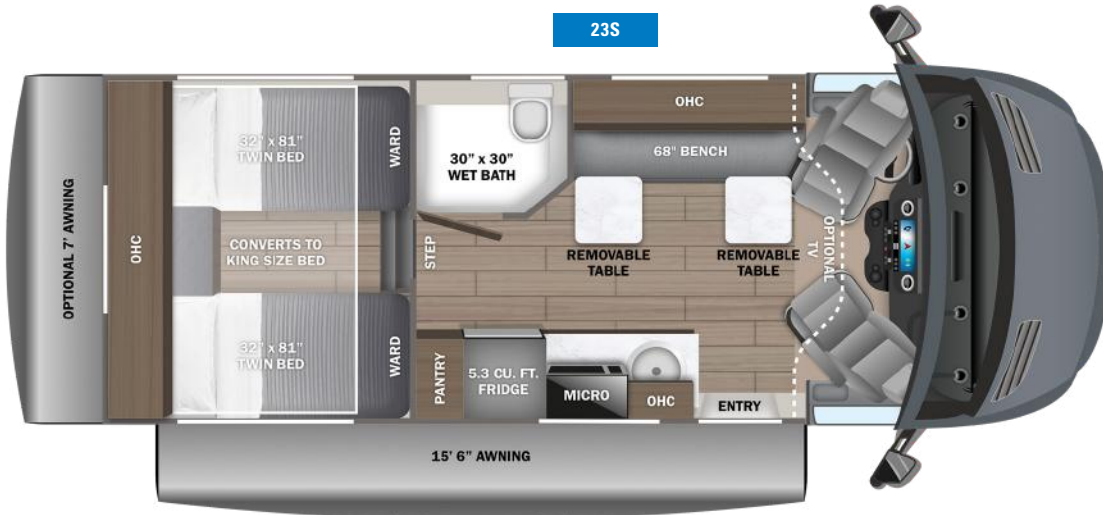 23S
OPTIONAL 7' AWNING
OHC
32" x 81"
TWIN BED
WARD
CONVERTS TO
KING SIZE BED
32" x 81"
TWIN BED
WARD
STEP
30" x 30"
WET BATH
OHC
68" BENCH
REMOVABLE
TABLE
REMOVABLE
TABLE
OPTIONAL
TV
PANTRY
5.3 CU. FT.
FRIDGE
MICRO
OHC
ENTRY
15' 6" AWNING